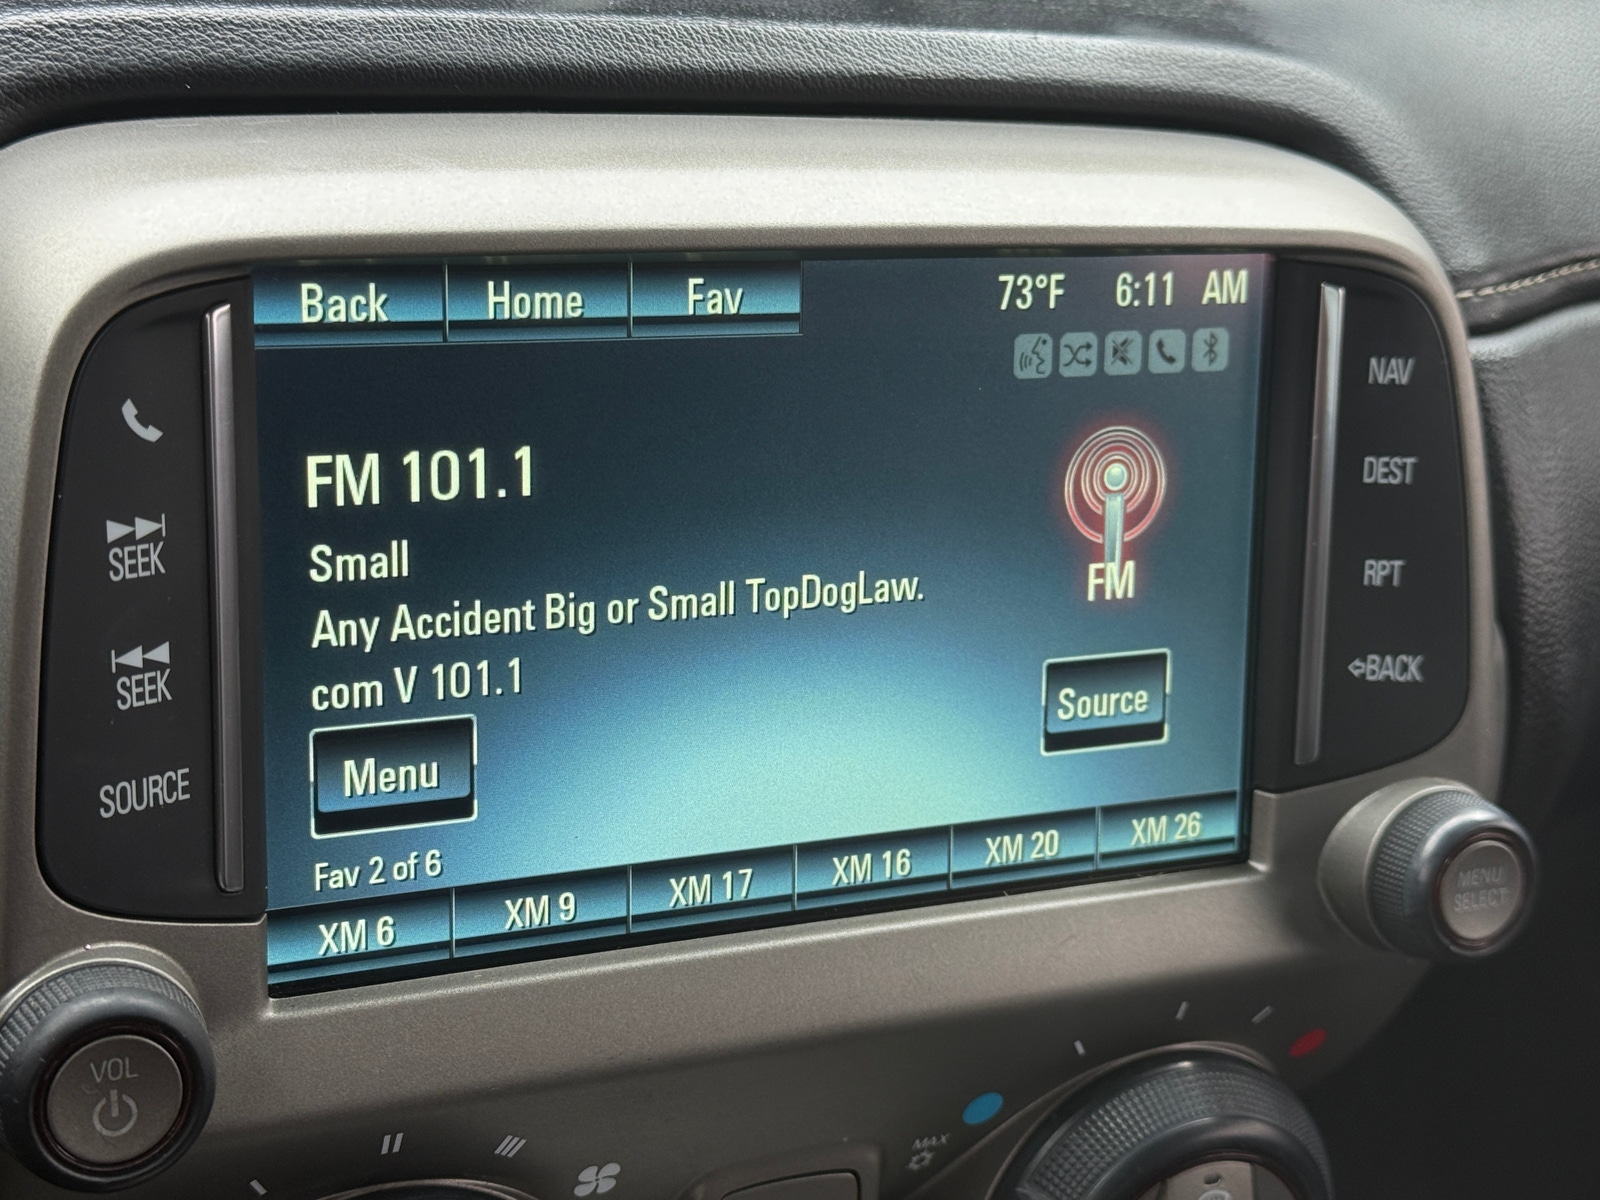 Back Home Fav 73°F 6:11 AM
FM 101.1
Small
Any Accident Big or Small TopDogLaw.
com V 101.1
FM
Menu
Source
Fav 2 of 6
XM 6 XM 9 XM 17 XM 16 XM 20 XM 26
SEEK
SEEK
SOURCE
NAV
DEST
RPT
BACK
VOL
MENU
SELECT
MAX